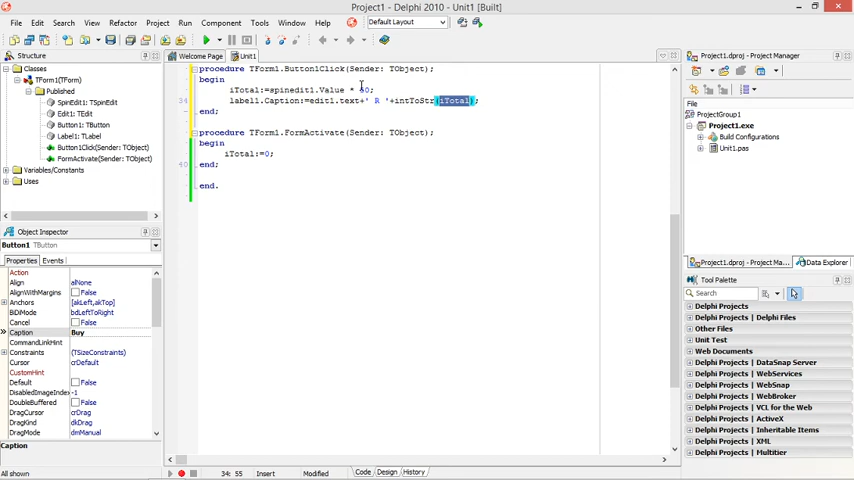 Project1 - Delphi 2010 - Unit1 [Built]
File Edit Search View Refactor Project Run Component Tools Window Help
Default Layout
Structure
Classes
TForm1(TForm)
Published
SpinEdit1: TSpinEdit
Edit1: TEdit
Button1: TButton
Label1: TLabel
Button1Click(Sender: TObject)
FormActivate(Sender: TObject)
Variables/Constants
Uses
Object Inspector
Button1 TButton
Properties Events
Action
Align alNone
AlignWithMargins False
Anchors [akLeft,akTop]
BiDiMode bdLeftToRight
Cancel False
Caption Buy
CommandLinkHint
Constraints (TSizeConstraints)
Cursor crDefault
CustomHint
Default False
DisabledImageIndex -1
DoubleBuffered False
DragCursor crDrag
DragKind dkDrag
DragMode dmManual
Caption
All shown
Welcome Page Unit1
procedure TForm1.Button1Click(Sender: TObject);
begin
iTotal:=spinedit1.Value * 50;
34 label1.Caption:=edit1.text+' R '+intToStr(iTotal);
end;
procedure TForm1.FormActivate(Sender: TObject);
begin
iTotal:=0;
40 end;
end.
34: 55 Insert Modified Code Design History
Project1.dproj - Project Manager
File
ProjectGroup1
Project1.exe
Build Configurations
Unit1.pas
Project1.dproj - Project Ma... Data Explorer
Tool Palette
Search
Delphi Projects
Delphi Projects | Delphi Files
Other Files
Unit Test
Web Documents
Delphi Projects | DataSnap Server
Delphi Projects | WebServices
Delphi Projects | WebSnap
Delphi Projects | WebBroker
Delphi Projects | VCL for the Web
Delphi Projects | ActiveX
Delphi Projects | Inheritable Items
Delphi Projects | XML
Delphi Projects | Multitier